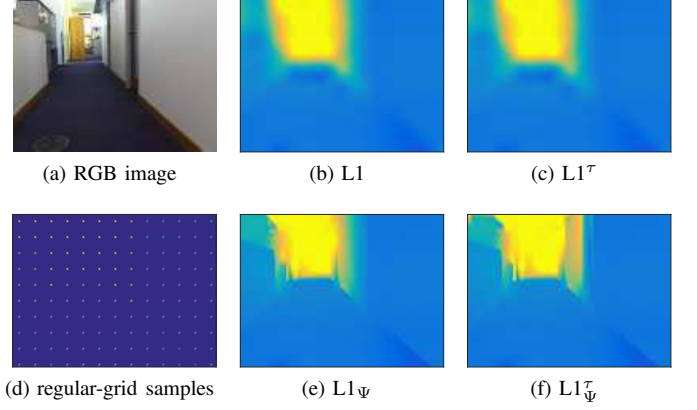 (a) RGB image
(b) L1
(c) L1^τ
(d) regular-grid samples
(e) L1_Ψ
(f) L1^τ_Ψ